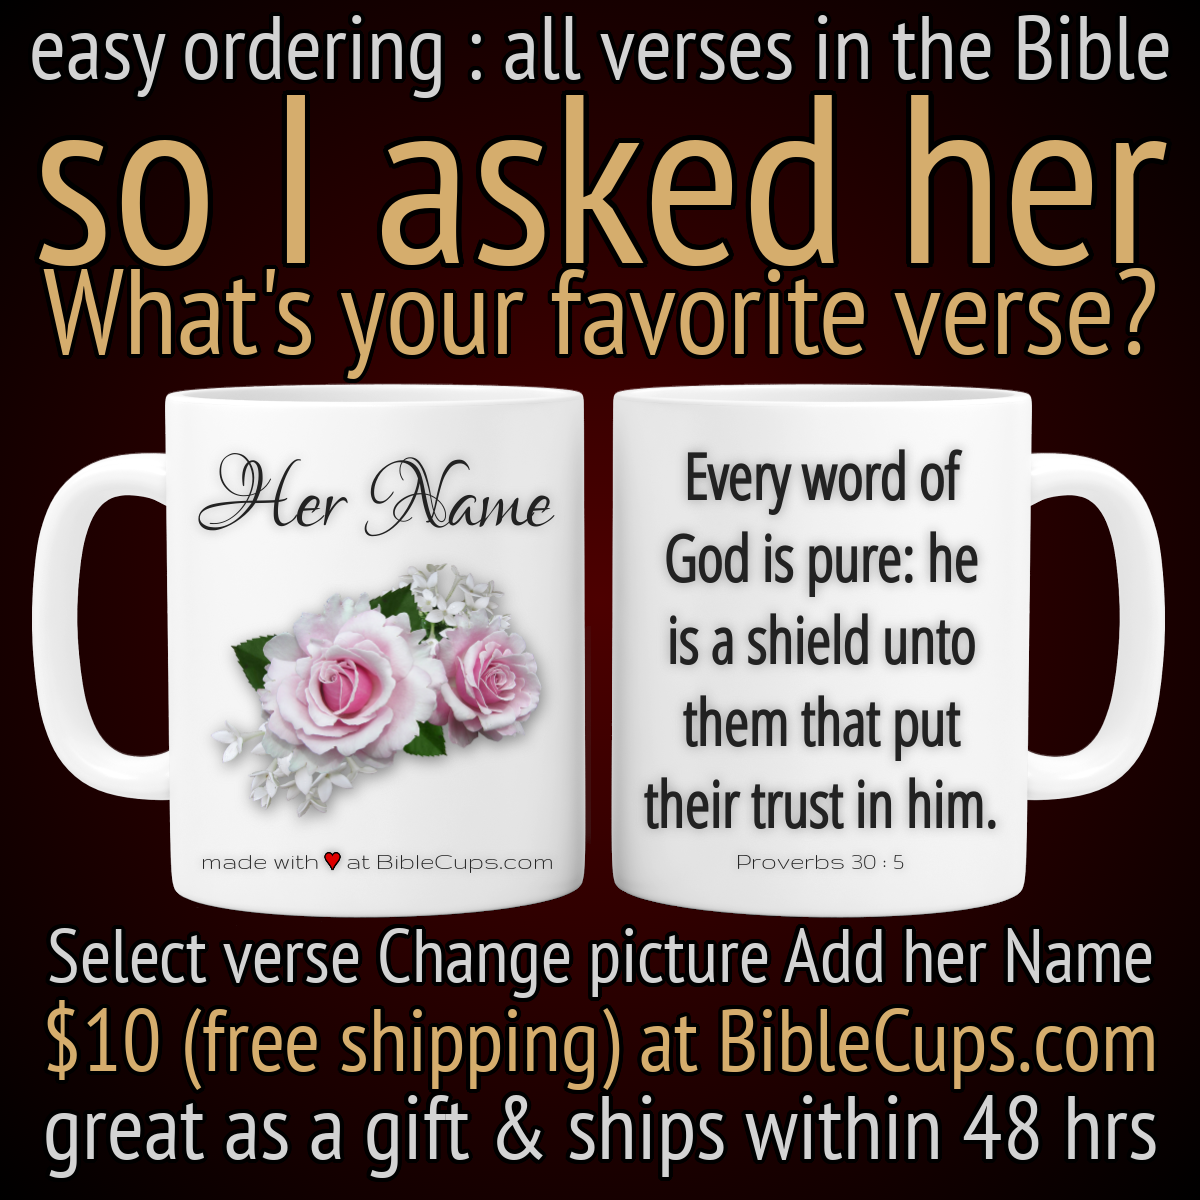 easy ordering : all verses in the Bible
so I asked her
What's your favorite verse?
Her Name
made with ♥ at BibleCups.com
Every word of
God is pure: he
is a shield unto
them that put
their trust in him.
Proverbs 30 : 5
Select verse Change picture Add her Name
$10 (free shipping) at BibleCups.com
great as a gift & ships within 48 hrs